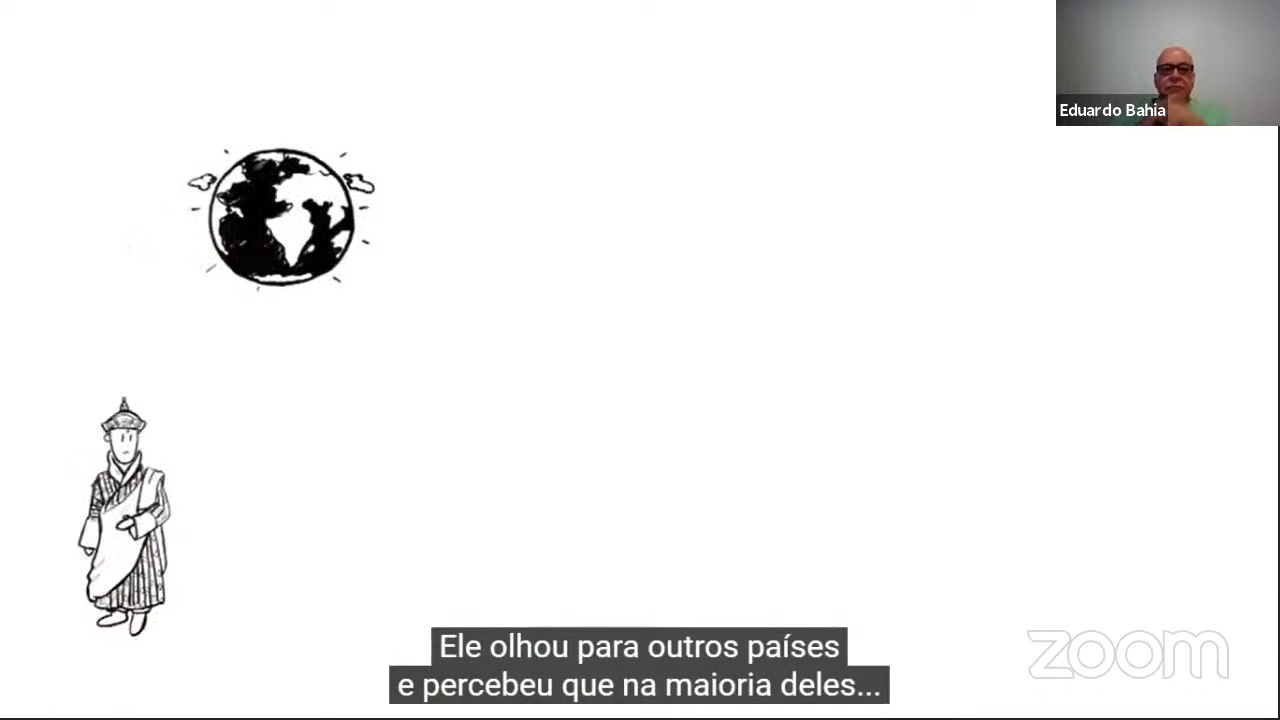 Eduardo Bahia
Ele olhou para outros países
e percebeu que na maioria deles...
zoom